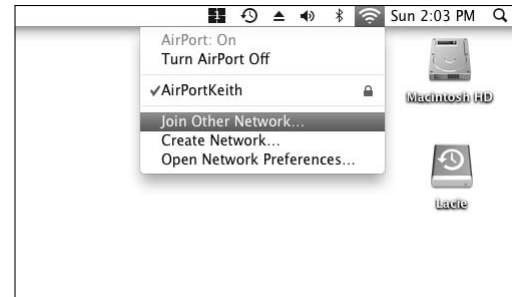 Sun 2:03 PM
AirPort: On
Turn AirPort Off
✓AirPortKeith
Join Other Network...
Create Network...
Open Network Preferences...
Macintosh HD
Lacie